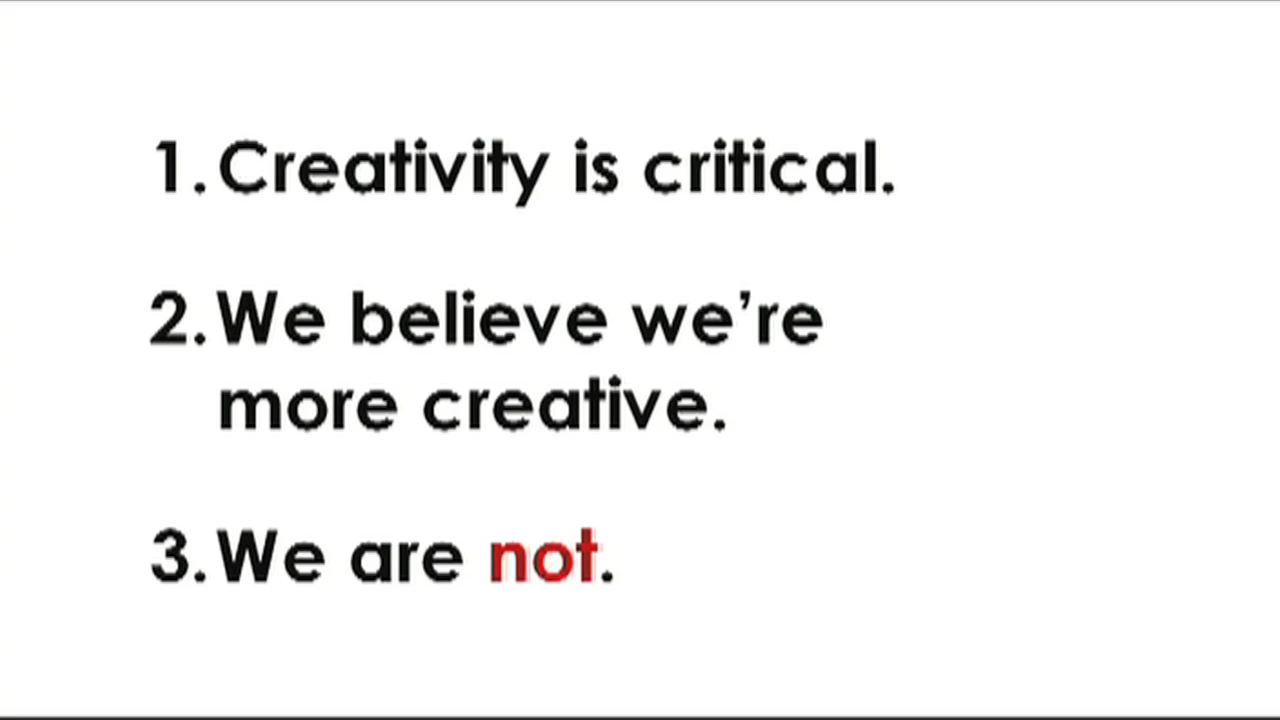 1. Creativity is critical.
2. We believe we’re
more creative.
3. We are not.